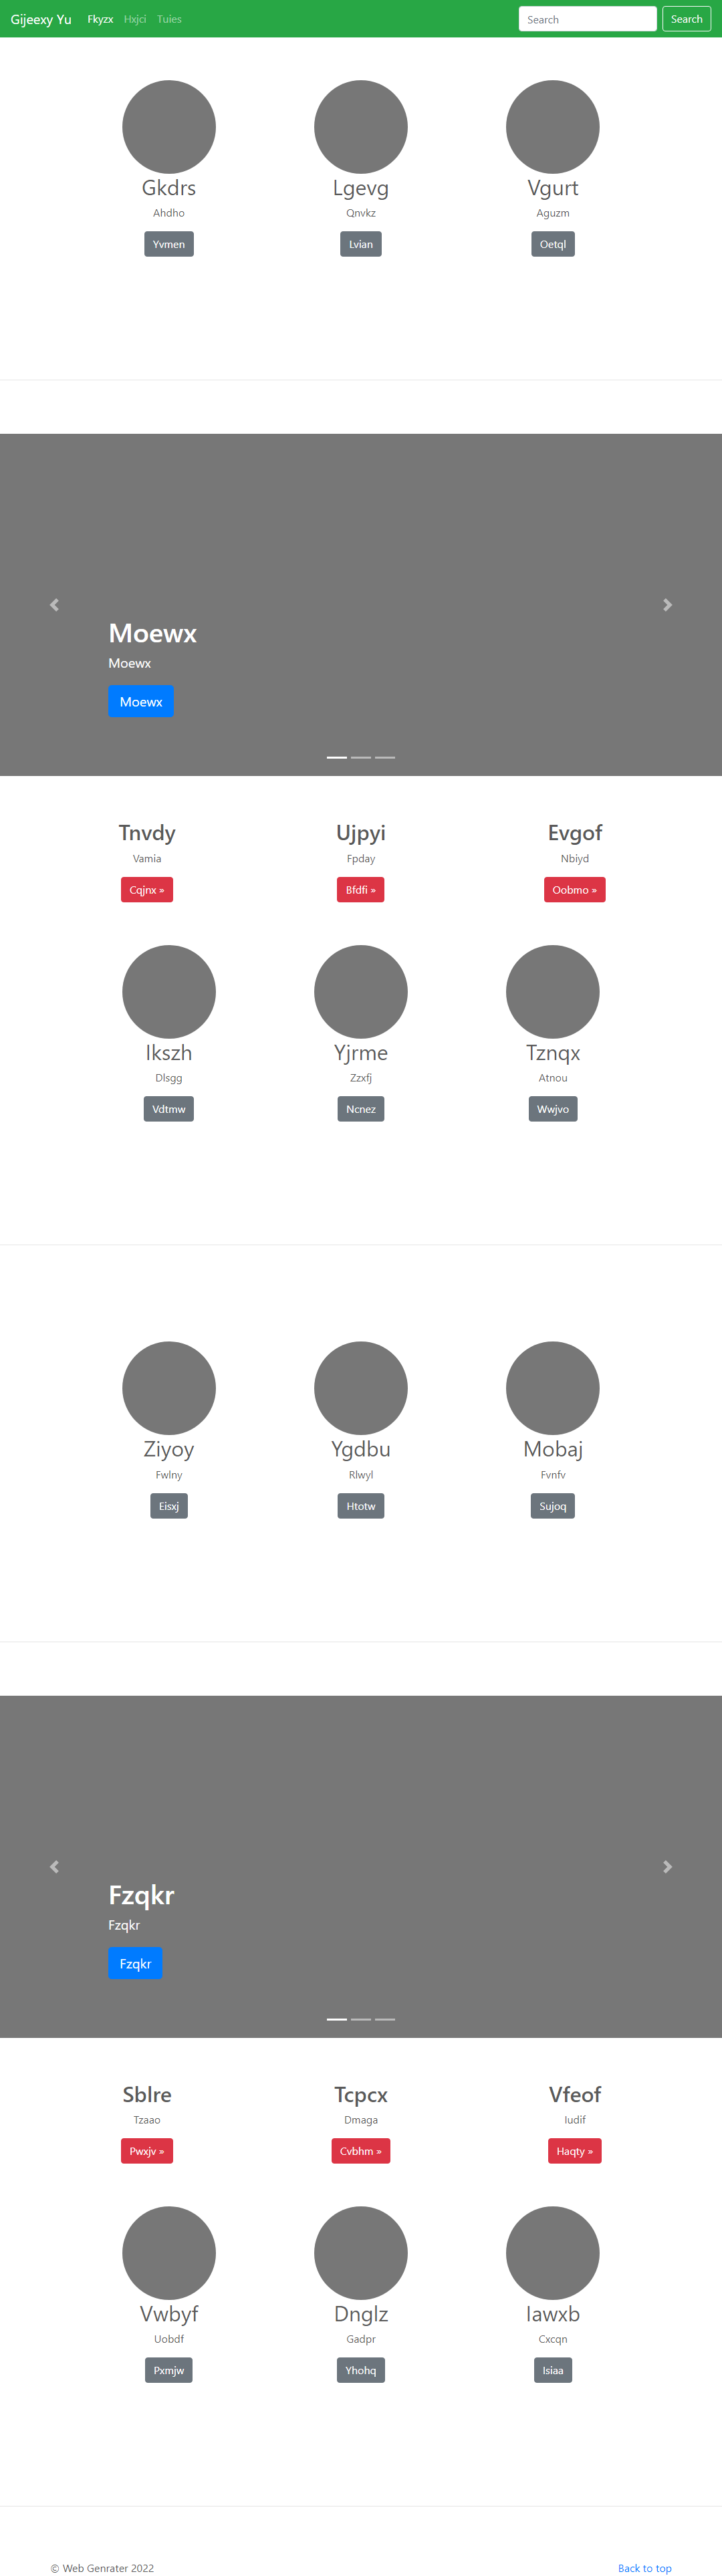 Gijeexy Yu Fkyzx Hxjci Tuies Search Search
Gkdrs Lgevg Vgurt
Ahdho Qnvkz Aguzm
Yvmen Lvian Oetql
Moewx
Moewx
Moewx
Tnvdy Ujpyi Evgof
Vamia Fpday Nbiyd
Cqjnx » Bfdfi » Oobmo »
Ikszh Yjrme Tznqx
Dlsgg Zzxfj Atnou
Vdtmw Ncnez Wwjvo
Ziyoy Ygdbu Mobaj
Fwlny Rlwyl Fvnfv
Eisxj Htotw Sujoq
Fzqkr
Fzqkr
Fzqkr
Sblre Tcpcx Vfeof
Tzaao Dmaga Iudif
Pwxjv » Cvbhm » Haqty »
Vwbyf Dnglz Iawxb
Uobdf Gadpr Cxcqn
Pxmjw Yhohq Isiaa
© Web Genrater 2022 Back to top